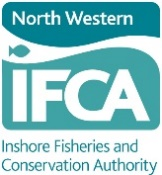 North Western
IFCA
Inshore Fisheries and
Conservation Authority